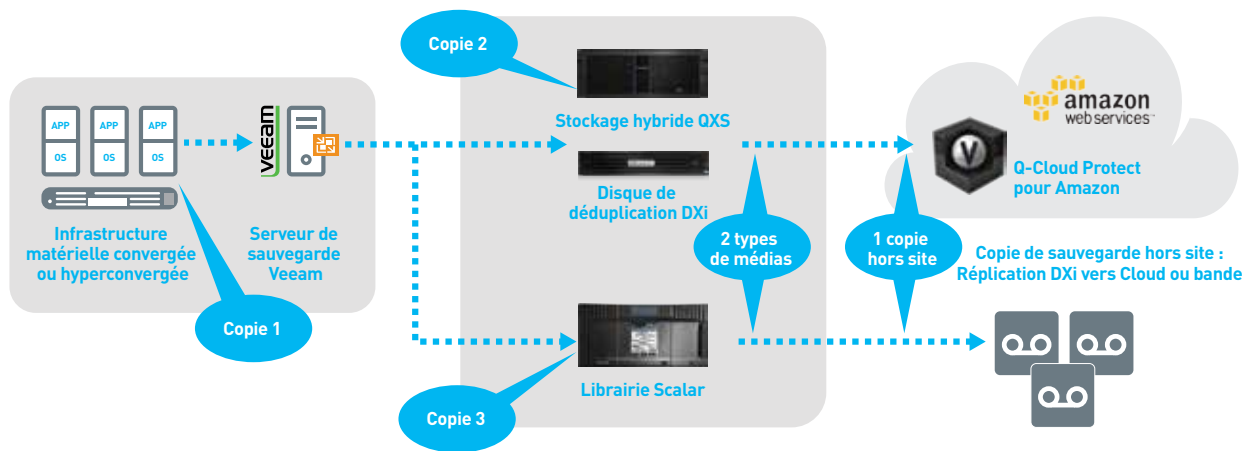 APP
APP
APP
OS
OS
OS
Infrastructure
matérielle convergée
ou hyperconvergée
Copie 1
veeam
Serveur de
sauvegarde
Veeam
Copie 2
Stockage hybride QXS
Disque de
déduplication DXi
Librairie Scalar
Copie 3
2 types
de médias
1 copie
hors site
amazon
webservices™
V
Q-Cloud Protect
pour Amazon
Copie de sauvegarde hors site :
Réplication DXi vers Cloud ou bande